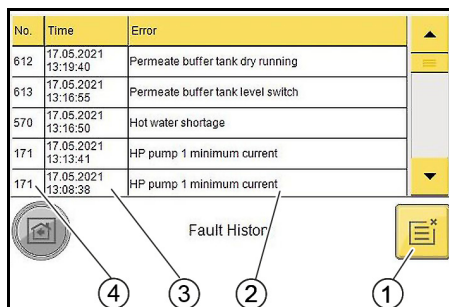 No. Time Error
612 17.05.2021 13:19:40 Permeate buffer tank dry running
613 17.05.2021 13:16:55 Permeate buffer tank level switch
570 17.05.2021 13:16:50 Hot water shortage
171 17.05.2021 13:13:41 HP pump 1 minimum current
171 17.05.2021 13:08:38 HP pump 1 minimum current
Fault Histor
4 3 2 1